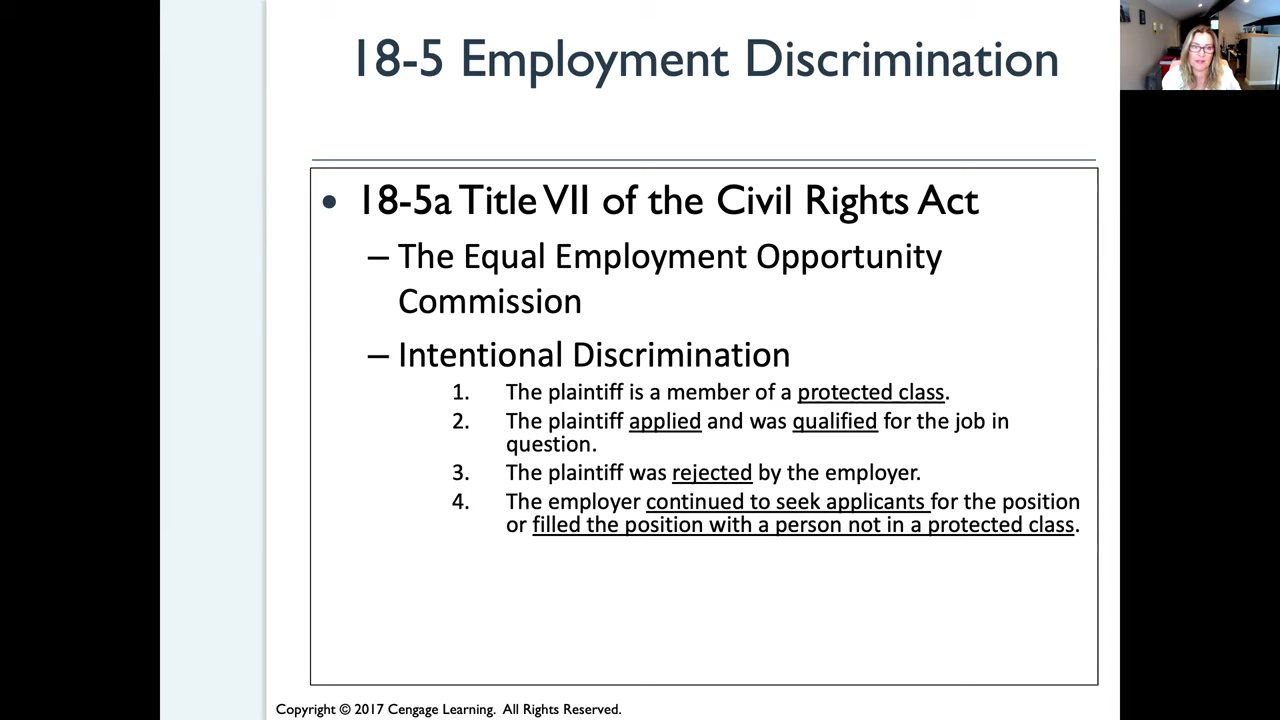 18-5 Employment Discrimination
• 18-5a Title VII of the Civil Rights Act
– The Equal Employment Opportunity
Commission
– Intentional Discrimination
1. The plaintiff is a member of a protected class.
2. The plaintiff applied and was qualified for the job in
question.
3. The plaintiff was rejected by the employer.
4. The employer continued to seek applicants for the position
or filled the position with a person not in a protected class.
Copyright © 2017 Cengage Learning. All Rights Reserved.